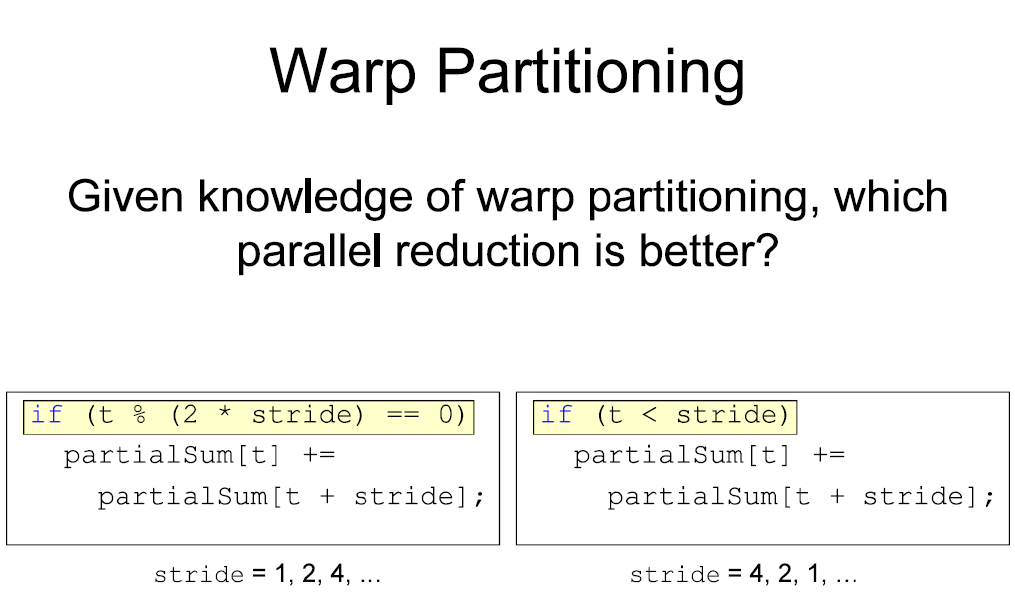 Warp Partitioning
Given knowledge of warp partitioning, which
parallel reduction is better?
if (t % (2 * stride) == 0)
partialSum[t] +=
partialSum[t + stride];
stride = 1, 2, 4, …
if (t < stride)
partialSum[t] +=
partialSum[t + stride];
stride = 4, 2, 1, …